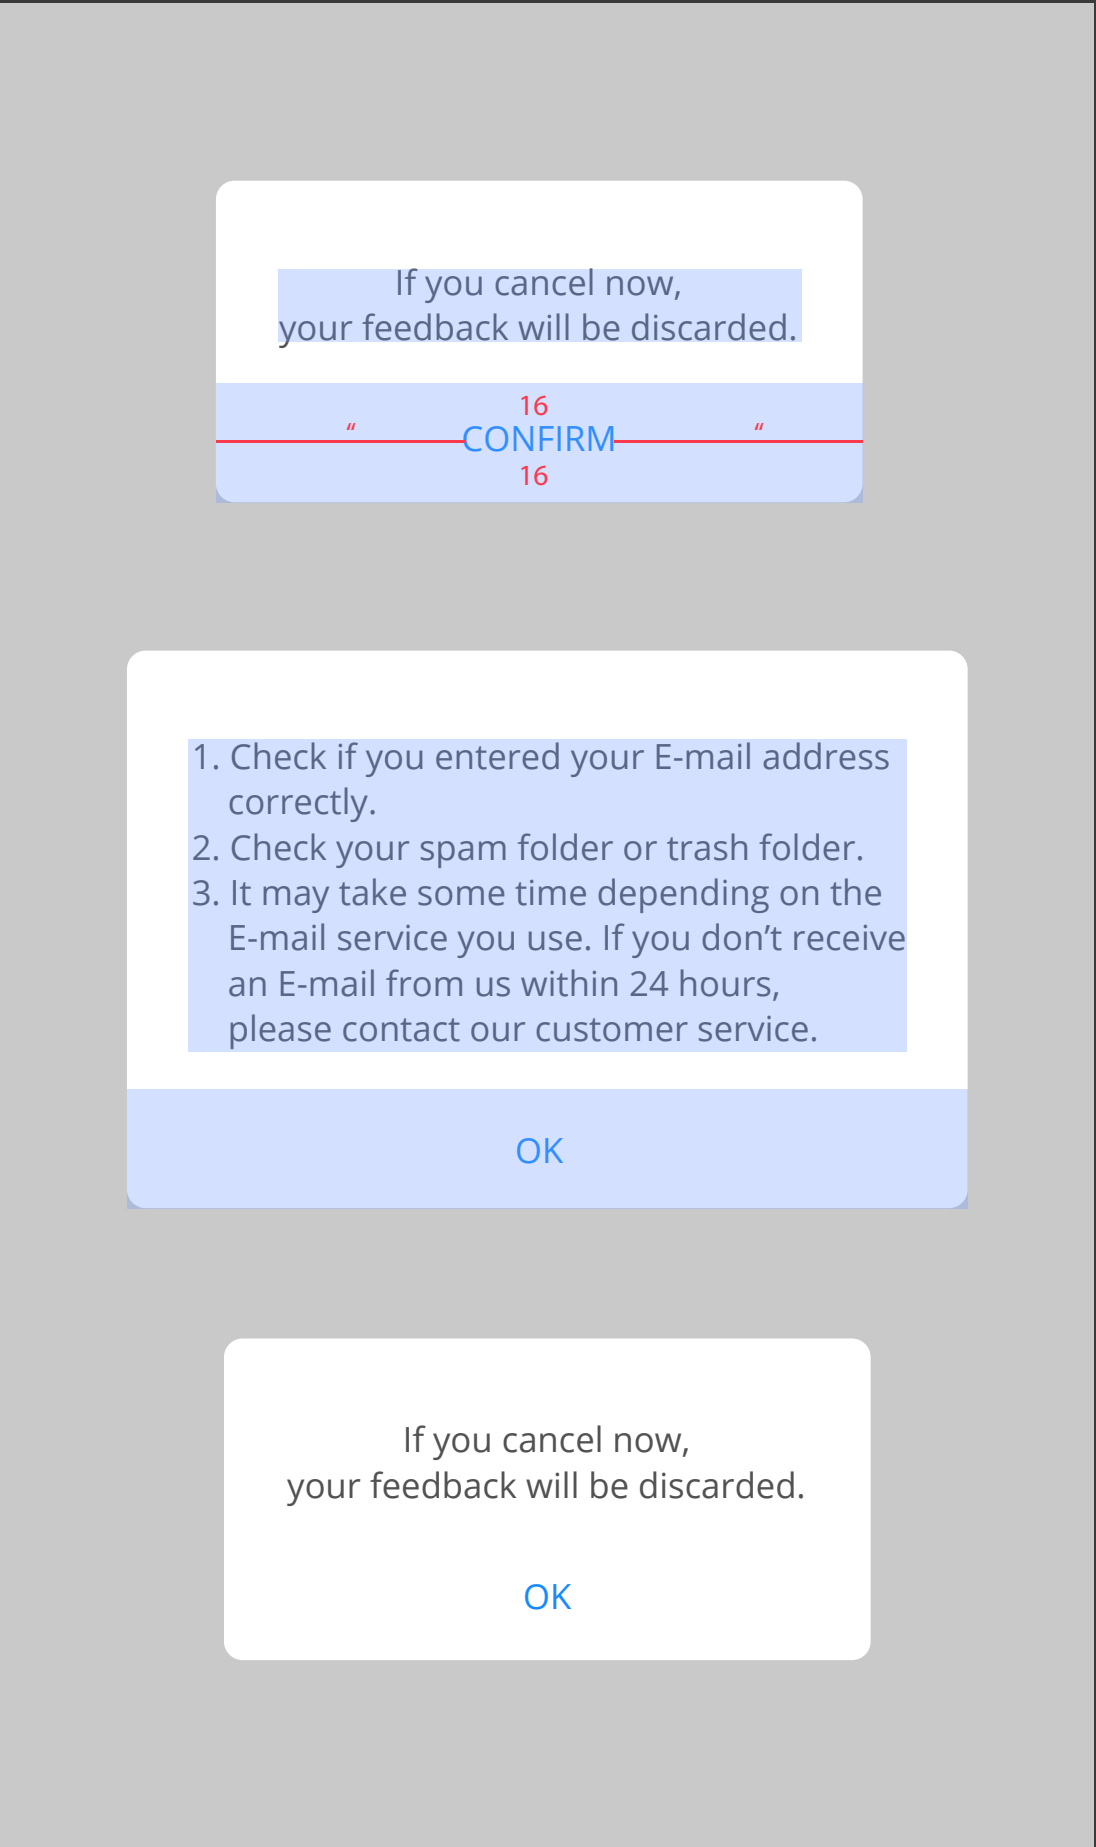 If you cancel now,
your feedback will be discarded.
16
“ CONFIRM “
16
1. Check if you entered your E-mail address
correctly.
2. Check your spam folder or trash folder.
3. It may take some time depending on the
E-mail service you use. If you don’t receive
an E-mail from us within 24 hours,
please contact our customer service.
OK
If you cancel now,
your feedback will be discarded.
OK